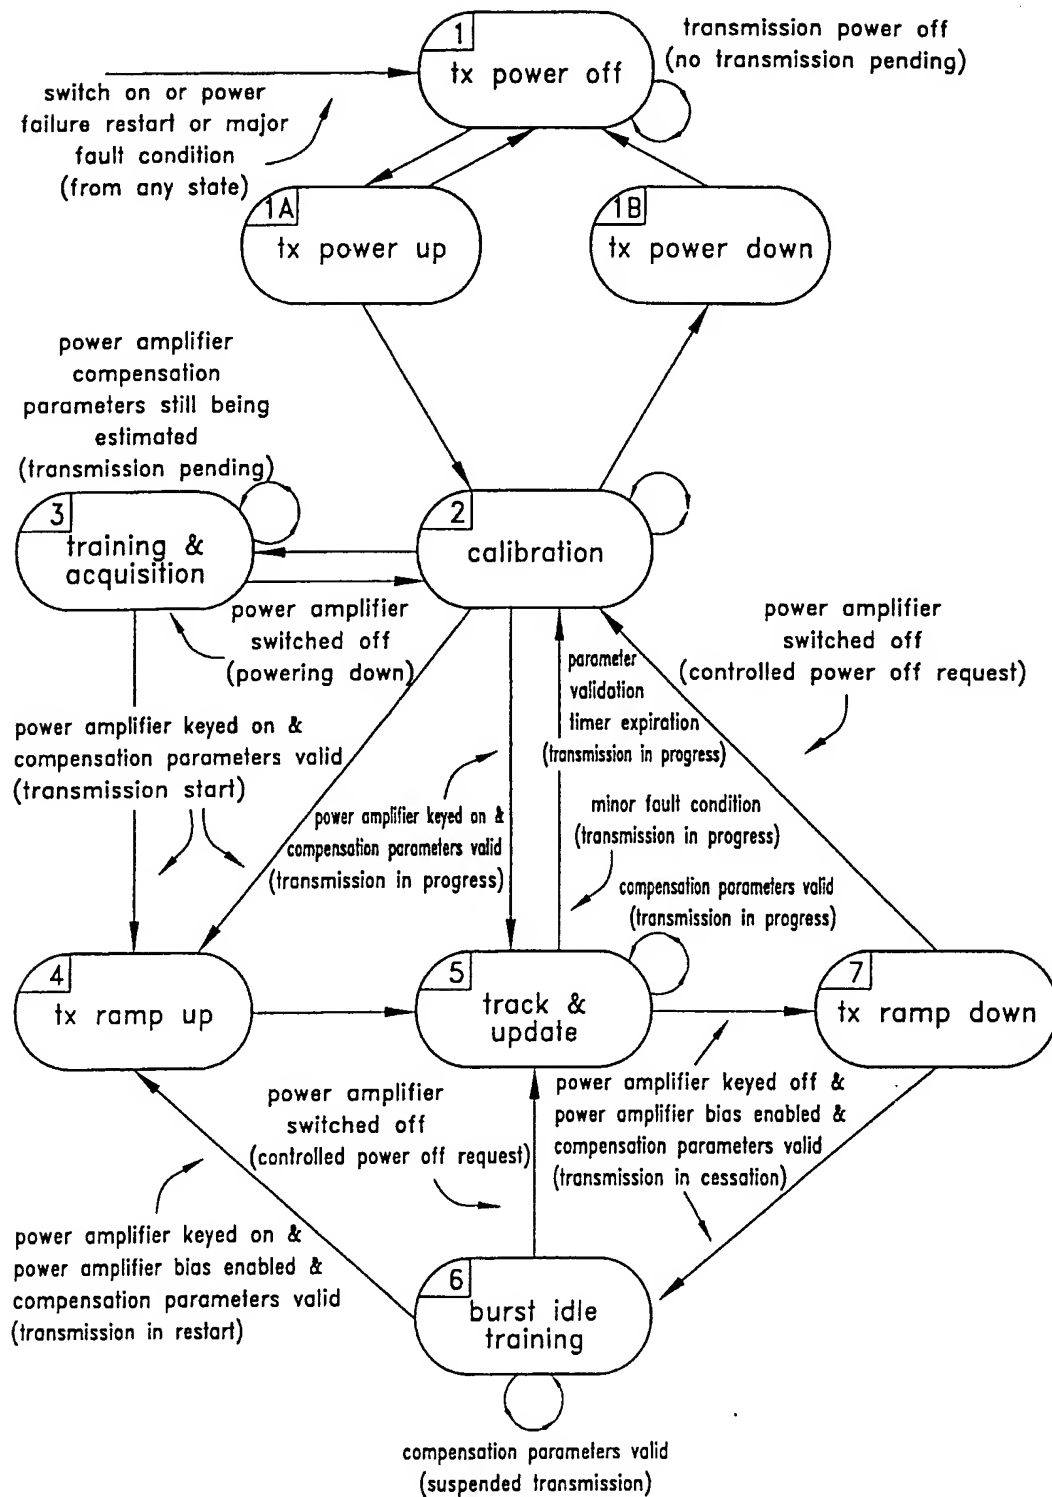 1
tx power off
transmission power off
(no transmission pending)
switch on or power
failure restart or major
fault condition
(from any state)
1A
tx power up
1B
tx power down
power amplifier
compensation
parameters still being
estimated
(transmission pending)
3
training &
acquisition
2
calibration
power amplifier
switched off
(powering down)
power amplifier
switched off
(controlled power off request)
parameter
validation
timer expiration
(transmission in progress)
power amplifier keyed on &
compensation parameters valid
(transmission start)
power amplifier keyed on &
compensation parameters valid
(transmission in progress)
minor fault condition
(transmission in progress)
compensation parameters valid
(transmission in progress)
4
tx ramp up
5
track &
update
7
tx ramp down
power amplifier
switched off
(controlled power off request)
power amplifier keyed off &
power amplifier bias enabled &
compensation parameters valid
(transmission in cessation)
power amplifier keyed on &
power amplifier bias enabled &
compensation parameters valid
(transmission in restart)
6
burst idle
training
compensation parameters valid
(suspended transmission)